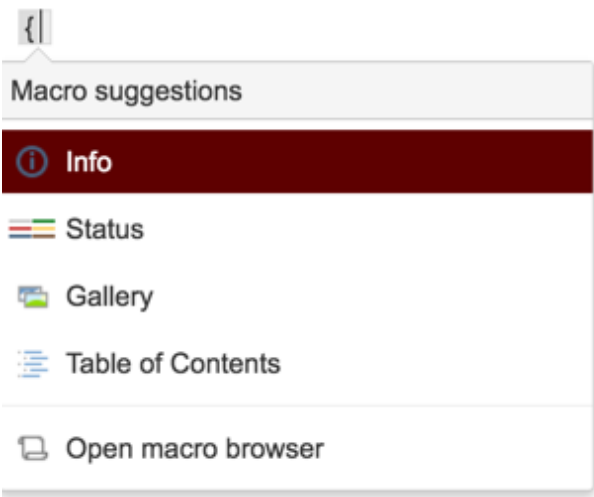 {
Macro suggestions
Info
Status
Gallery
Table of Contents
Open macro browser